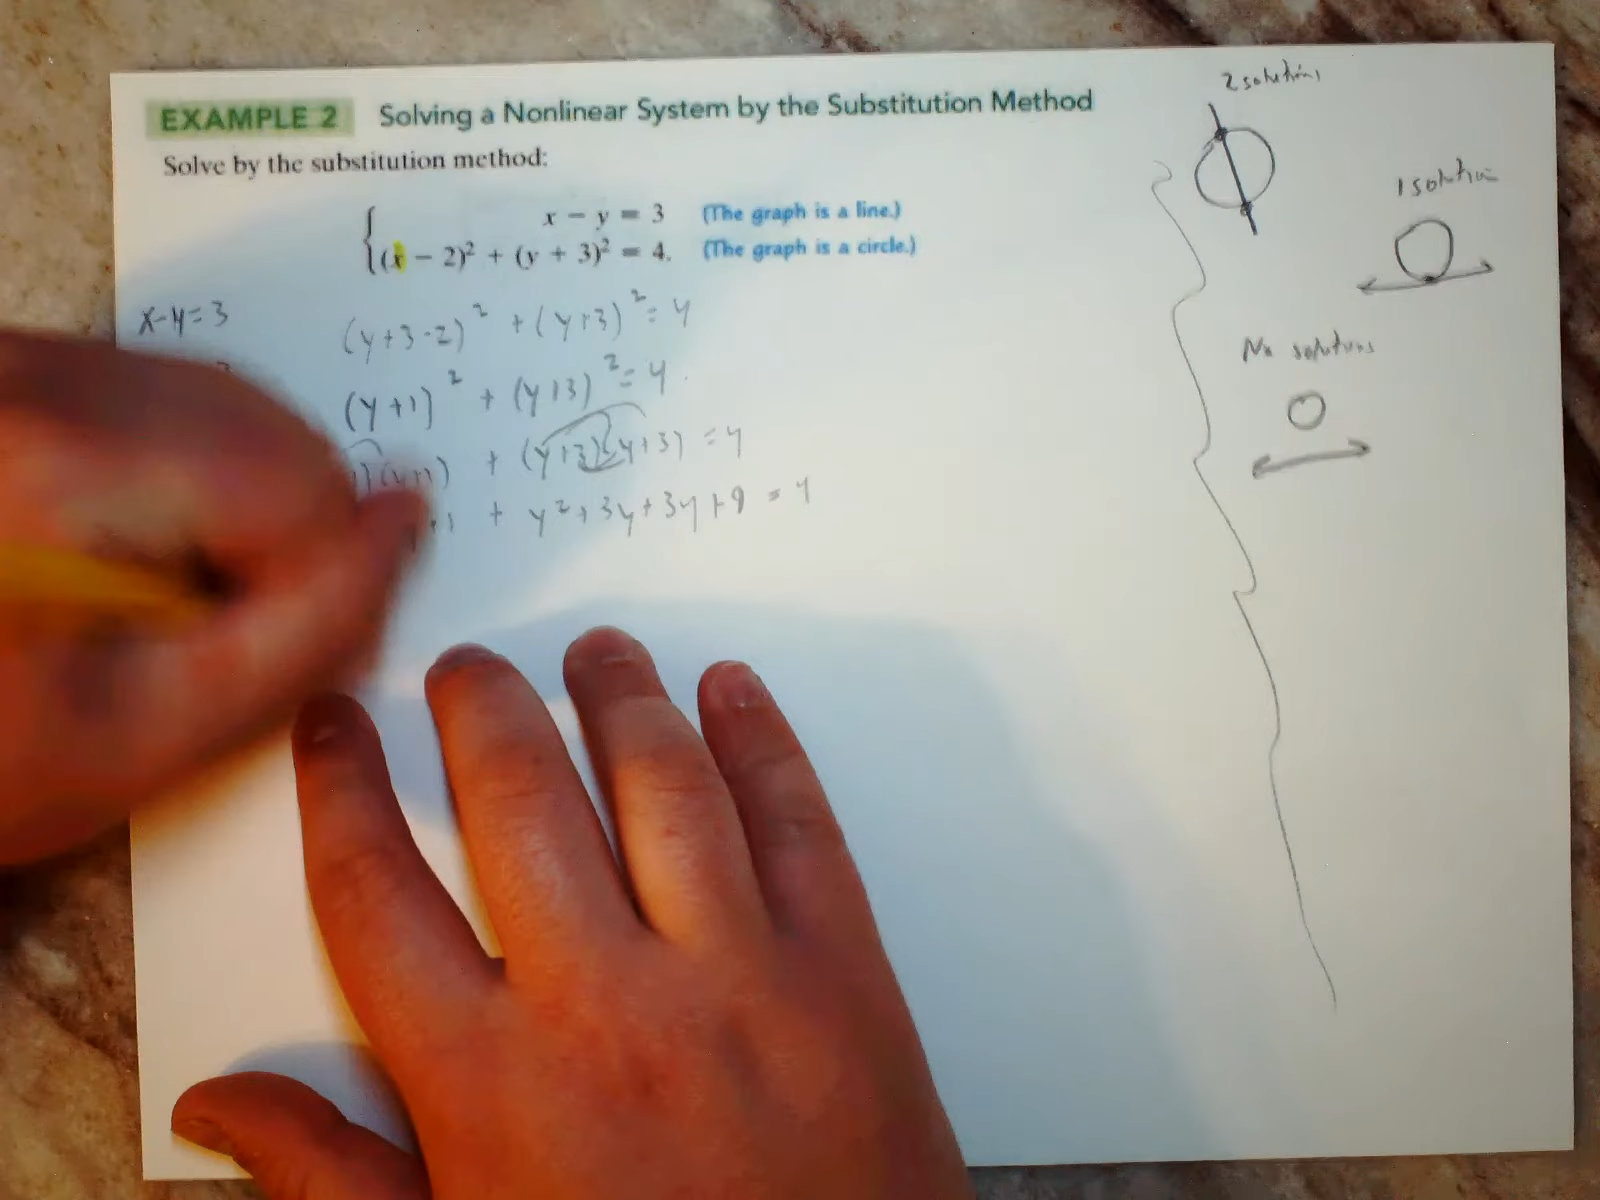 EXAMPLE 2 Solving a Nonlinear System by the Substitution Method
Solve by the substitution method:
x - y = 3 (The graph is a line.)
(x - 2)² + (y + 3)² = 4. (The graph is a circle.)
x-y=3
(y+3-2)² + (y+3)² = 4
(y+1)² + (y+3)² = 4
)(y+1) + (y+3)(y+3) = 4
+1 + y²+3y+3y+9 = 4
2 solutions
1 solution
No solutions